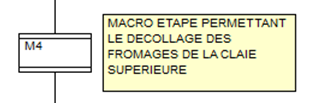 M4
MACRO ETAPE PERMETTANT
LE DECOLLAGE DES
FROMAGES DE LA CLAIE
SUPERIEURE